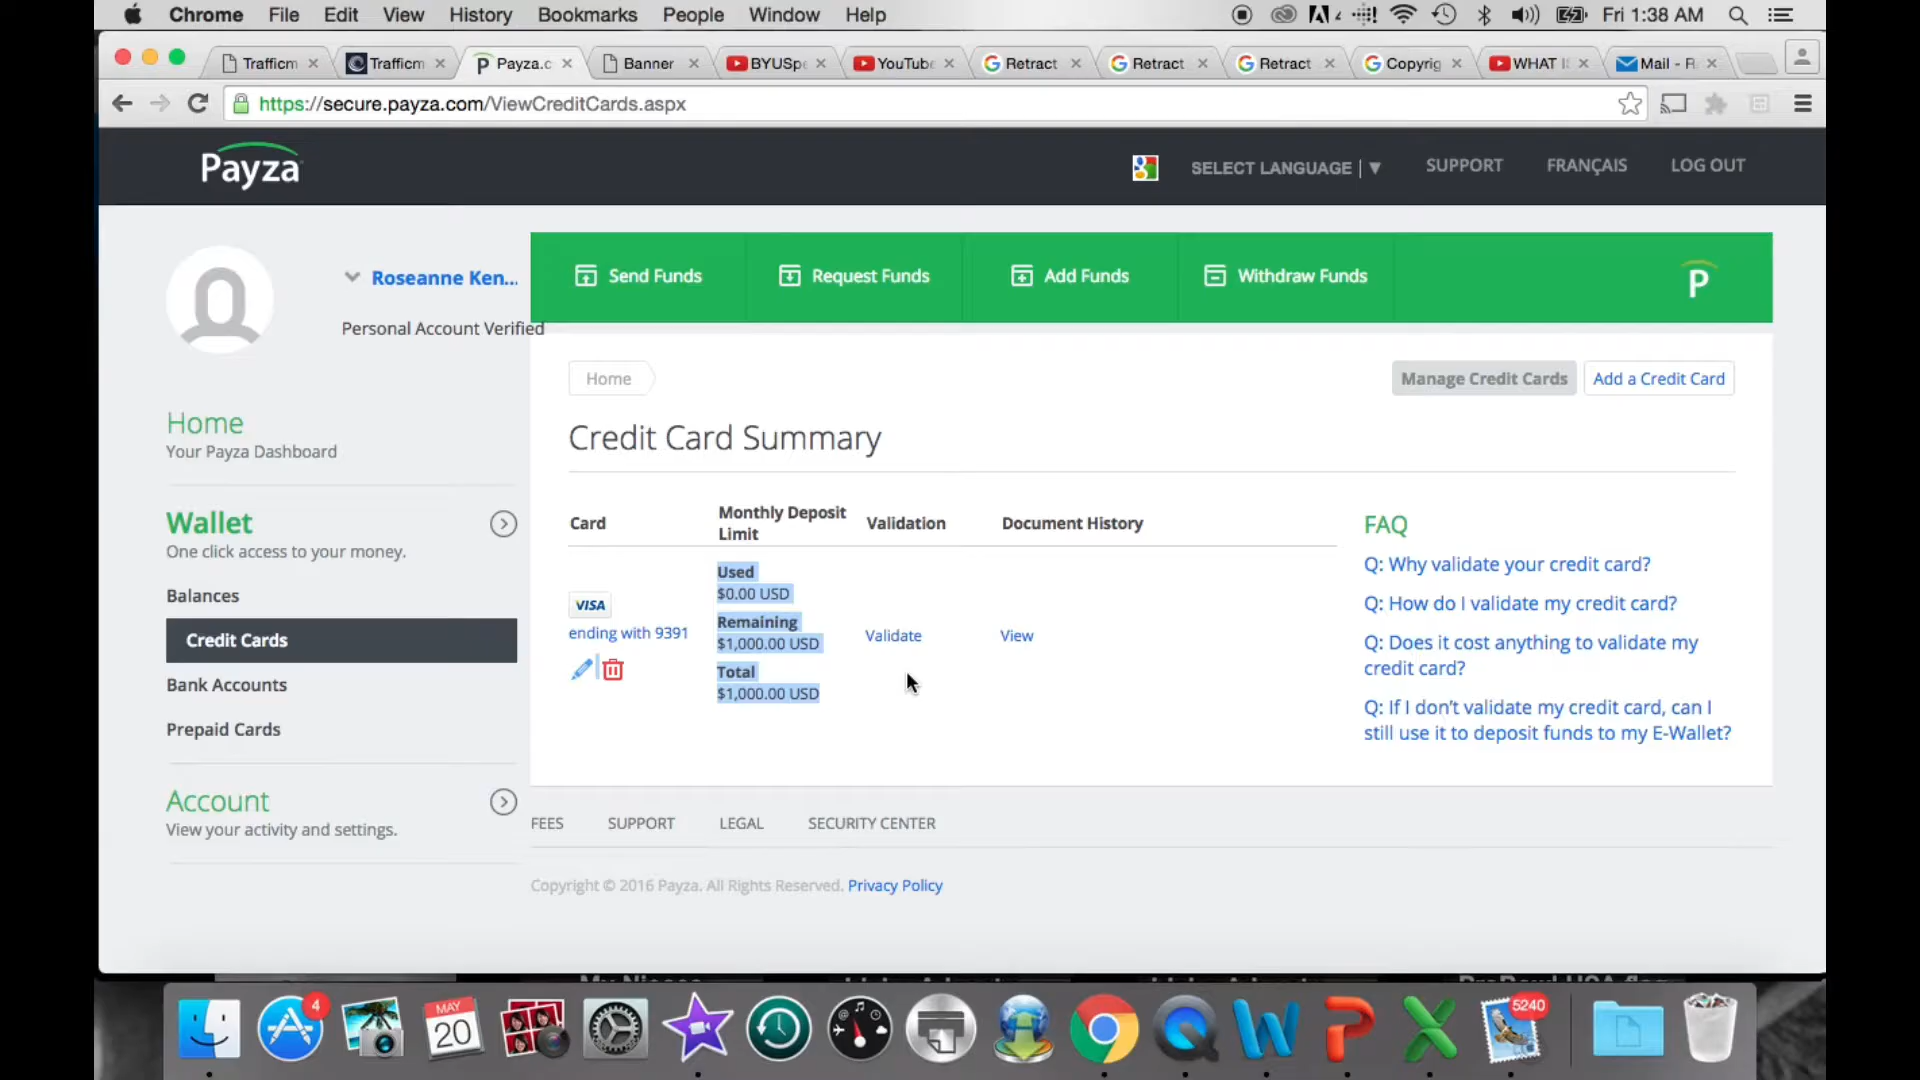 Chrome File Edit View History Bookmarks People Window Help
Fri 1:38 AM
Trafficm
Trafficm
Payza.c
Banner
BYUSpe
YouTube
Retract
Retract
Retract
Copyrig
WHAT I
Mail - R
https://secure.payza.com/ViewCreditCards.aspx
Payza
SELECT LANGUAGE | ▼
SUPPORT
FRANÇAIS
LOG OUT
Roseanne Ken...
Personal Account Verified
Send Funds
Request Funds
Add Funds
Withdraw Funds
P
Home
Manage Credit Cards
Add a Credit Card
Home
Your Payza Dashboard
Credit Card Summary
Wallet
One click access to your money.
Balances
Credit Cards
Bank Accounts
Prepaid Cards
Account
View your activity and settings.
Card
Monthly Deposit
Limit
Validation
Document History
VISA
ending with 9391
Used
$0.00 USD
Remaining
$1,000.00 USD
Total
$1,000.00 USD
Validate
View
FAQ
Q: Why validate your credit card?
Q: How do I validate my credit card?
Q: Does it cost anything to validate my
credit card?
Q: If I don't validate my credit card, can I
still use it to deposit funds to my E-Wallet?
FEES
SUPPORT
LEGAL
SECURITY CENTER
Copyright © 2016 Payza. All Rights Reserved. Privacy Policy
4
MAY
20
5240